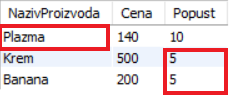 NazivProizvoda Cena Popust
Plazma 140 10
Krem 500 5
Banana 200 5